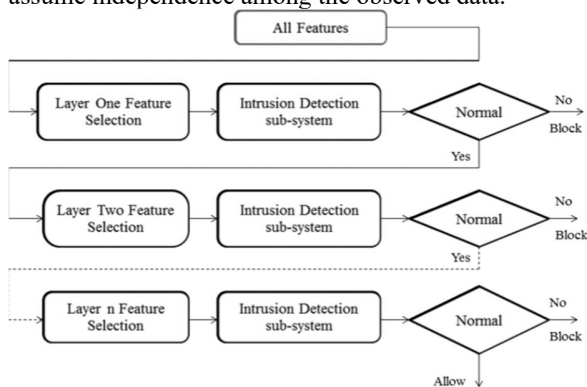 assume independence among the observed data.
All Features
Layer One Feature
Selection
Intrusion Detection
sub-system
Normal
No
Block
Yes
Layer Two Feature
Selection
Intrusion Detection
sub-system
Normal
No
Block
Yes
Layer n Feature
Selection
Intrusion Detection
sub-system
Normal
No
Block
Allow